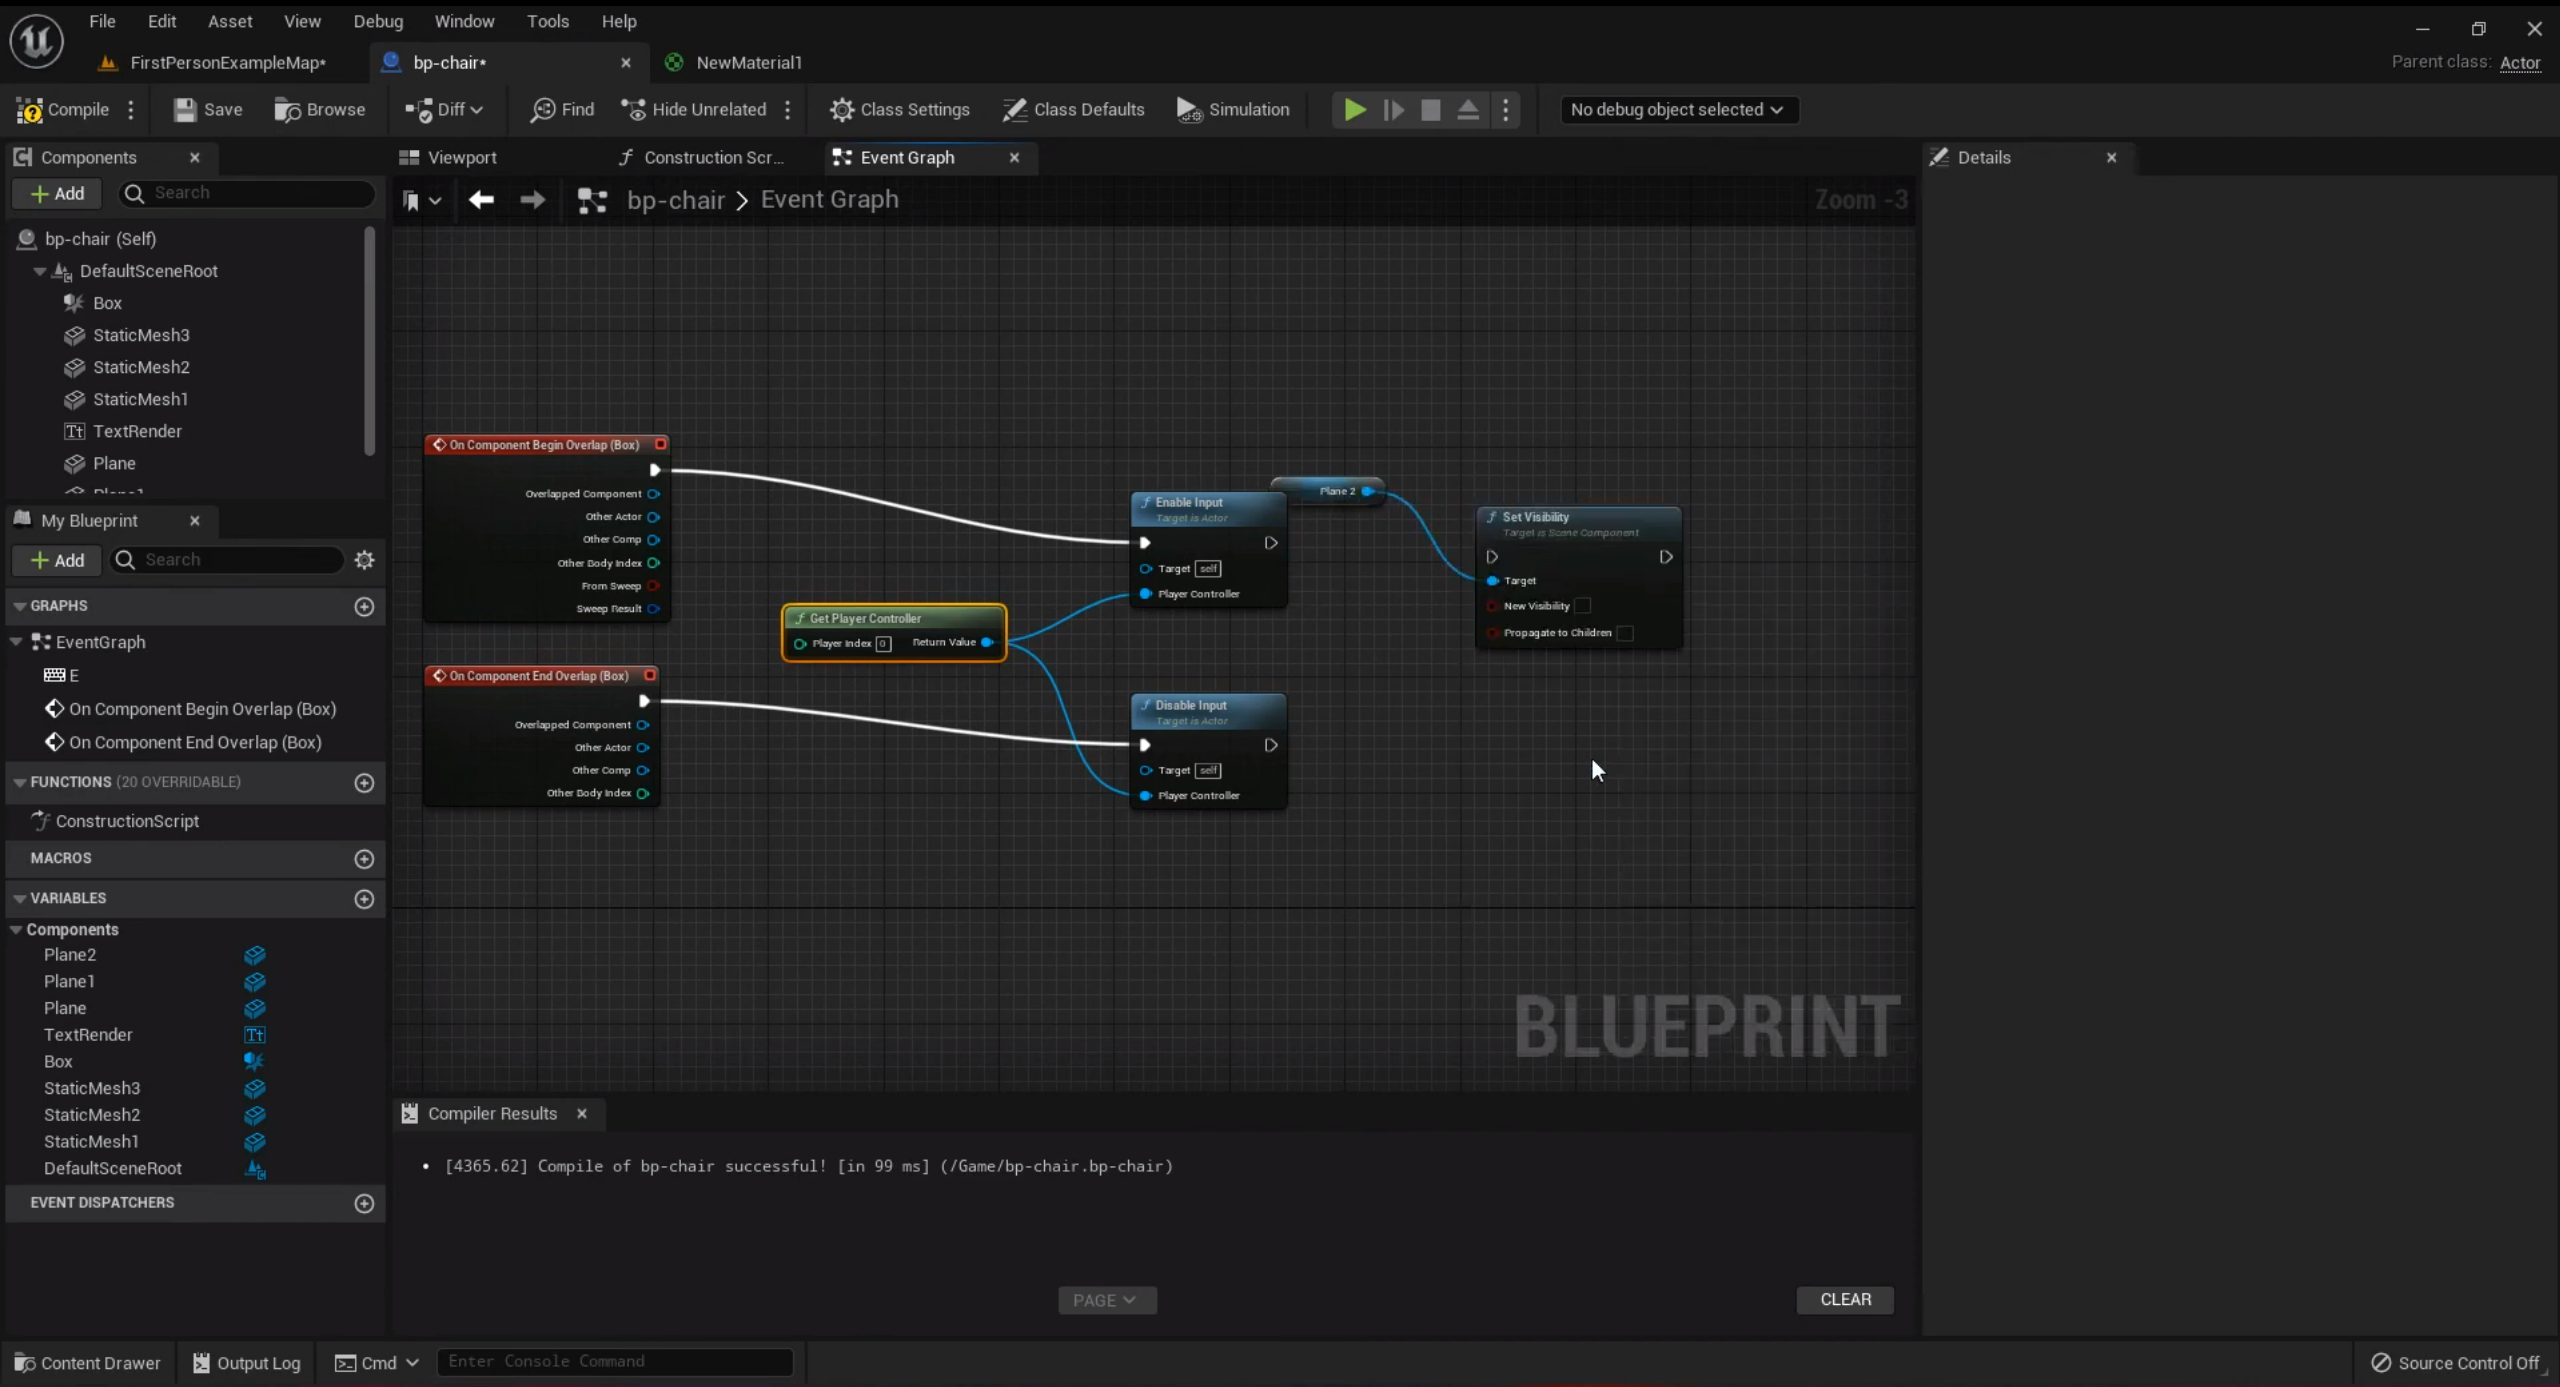 File Edit Asset View Debug Window Tools Help
FirstPersonExampleMap* bp-chair* NewMaterial1 Parent class: Actor
Compile Save Browse Diff Find Hide Unrelated Class Settings Class Defaults Simulation No debug object selected
Components
Add Search
bp-chair (Self)
DefaultSceneRoot
Box
StaticMesh3
StaticMesh2
StaticMesh1
TextRender
Plane
Plane1
My Blueprint
Add Search
GRAPHS
EventGraph
E
On Component Begin Overlap (Box)
On Component End Overlap (Box)
FUNCTIONS (20 OVERRIDABLE)
ConstructionScript
MACROS
VARIABLES
Components
Plane2
Plane1
Plane
TextRender
Box
StaticMesh3
StaticMesh2
StaticMesh1
DefaultSceneRoot
EVENT DISPATCHERS
Viewport Construction Scr... Event Graph
bp-chair > Event Graph Zoom -3
On Component Begin Overlap (Box)
Overlapped Component
Other Actor
Other Comp
Other Body Index
From Sweep
Sweep Result
On Component End Overlap (Box)
Overlapped Component
Other Actor
Other Comp
Other Body Index
Get Player Controller
Player Index 0 Return Value
Enable Input
Target is Actor
Target self
Player Controller
Plane 2
Disable Input
Target is Actor
Target self
Player Controller
Set Visibility
Target is Scene Component
Target
New Visibility
Propagate to Children
BLUEPRINT
Compiler Results
[4365.62] Compile of bp-chair successful! [in 99 ms] (/Game/bp-chair.bp-chair)
PAGE CLEAR
Details
Content Drawer Output Log Cmd Enter Console Command Source Control Off